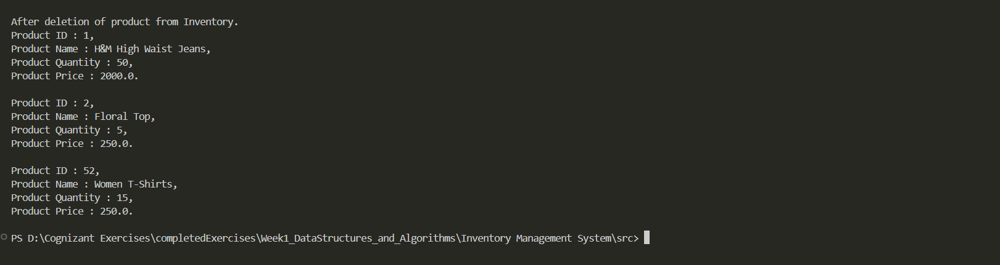 After deletion of product from Inventory.
Product ID : 1,
Product Name : H&M High Waist Jeans,
Product Quantity : 50,
Product Price : 2000.0.
Product ID : 2,
Product Name : Floral Top,
Product Quantity : 5,
Product Price : 250.0.
Product ID : 52,
Product Name : Women T-Shirts,
Product Quantity : 15,
Product Price : 250.0.
PS D:\Cognizant Exercises\completedExercises\Week1_DataStructures_and_Algorithms\Inventory Management System\src>